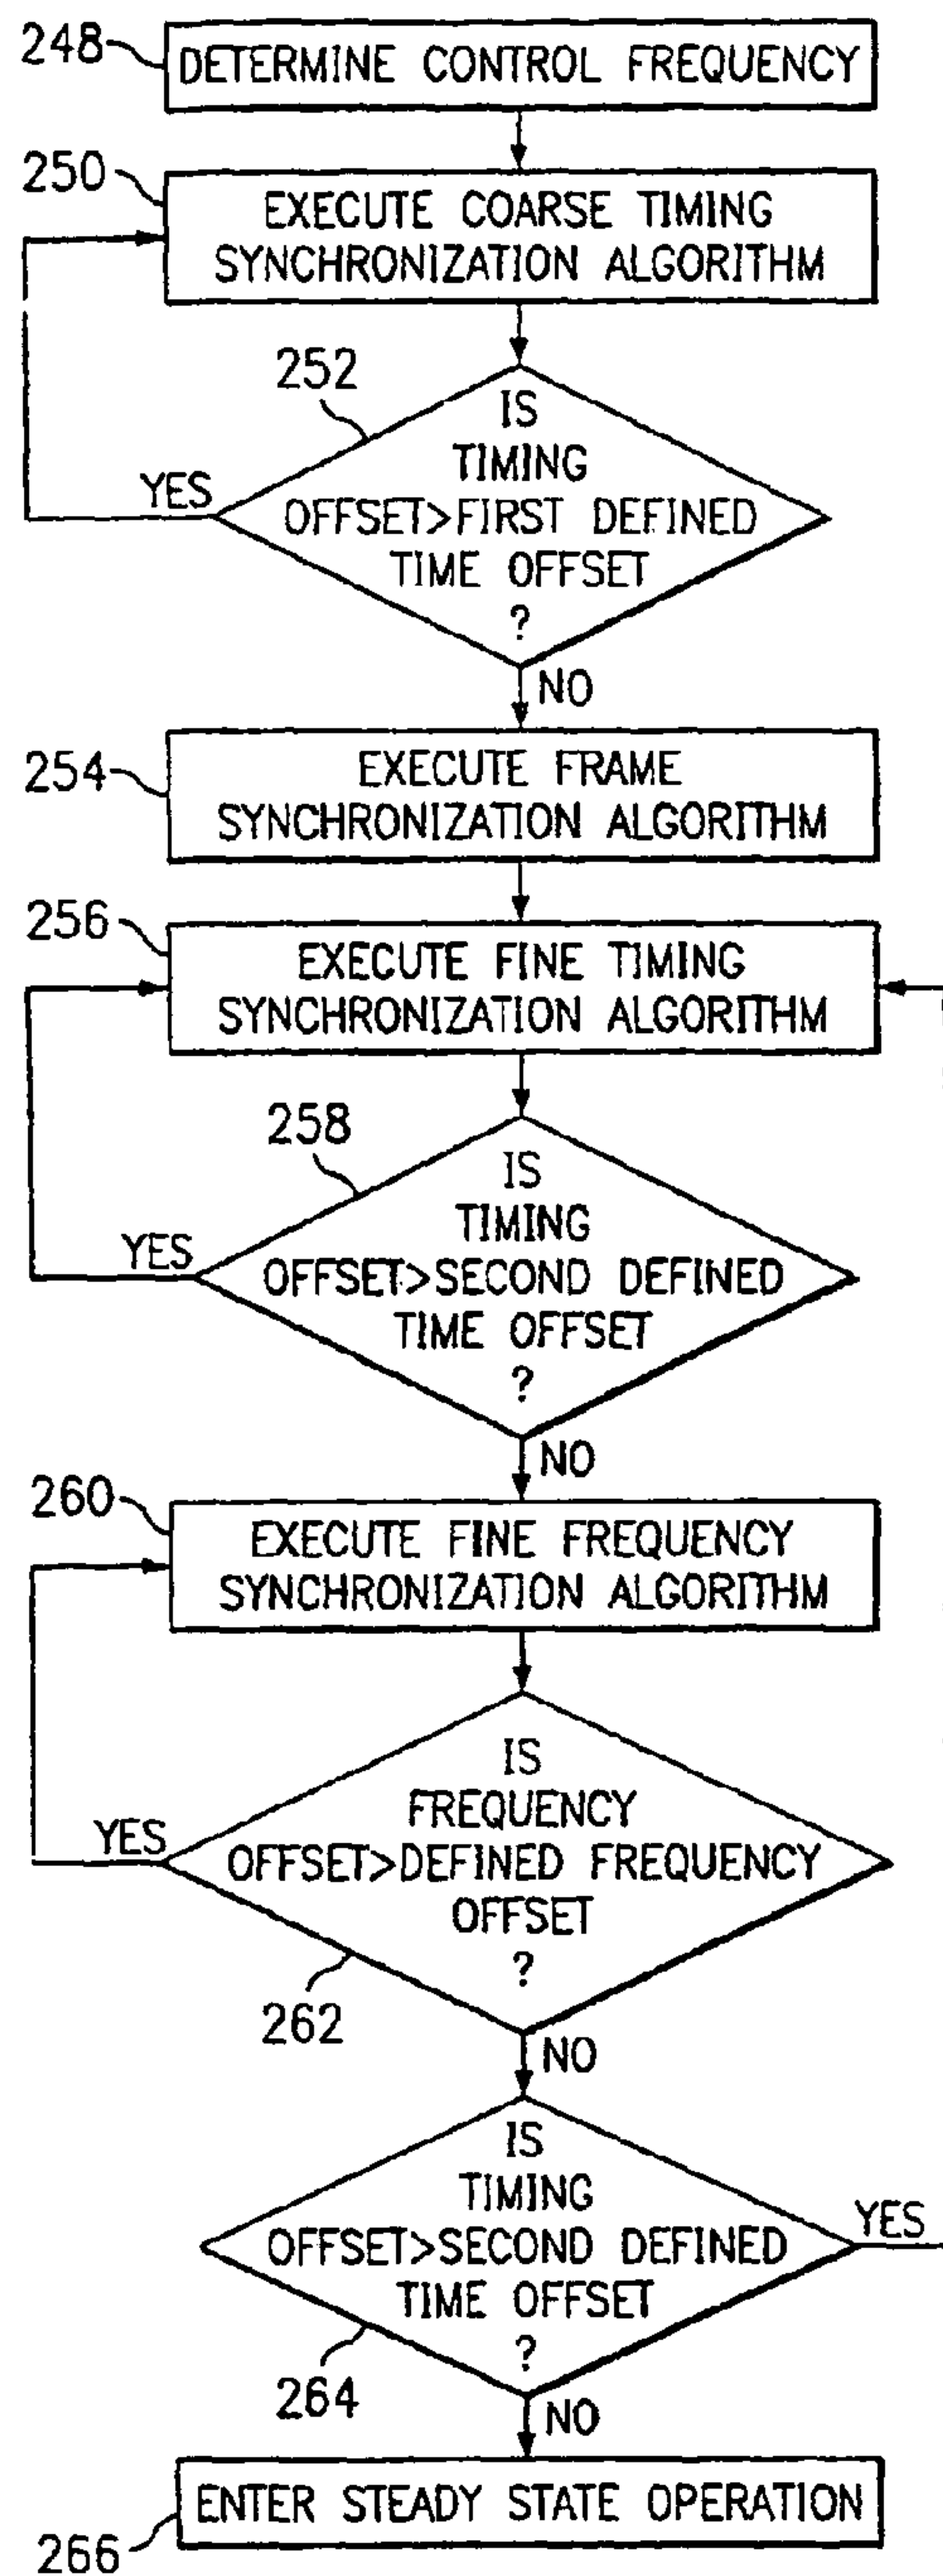 248
DETERMINE CONTROL FREQUENCY
250
EXECUTE COARSE TIMING
SYNCHRONIZATION ALGORITHM
252
IS
TIMING
OFFSET>FIRST DEFINED
TIME OFFSET
?
YES
NO
254
EXECUTE FRAME
SYNCHRONIZATION ALGORITHM
256
EXECUTE FINE TIMING
SYNCHRONIZATION ALGORITHM
258
IS
TIMING
OFFSET>SECOND DEFINED
TIME OFFSET
?
YES
NO
260
EXECUTE FINE FREQUENCY
SYNCHRONIZATION ALGORITHM
IS
FREQUENCY
OFFSET>DEFINED FREQUENCY
OFFSET
?
YES
262
NO
IS
TIMING
OFFSET>SECOND DEFINED
TIME OFFSET
?
YES
264
NO
ENTER STEADY STATE OPERATION
266